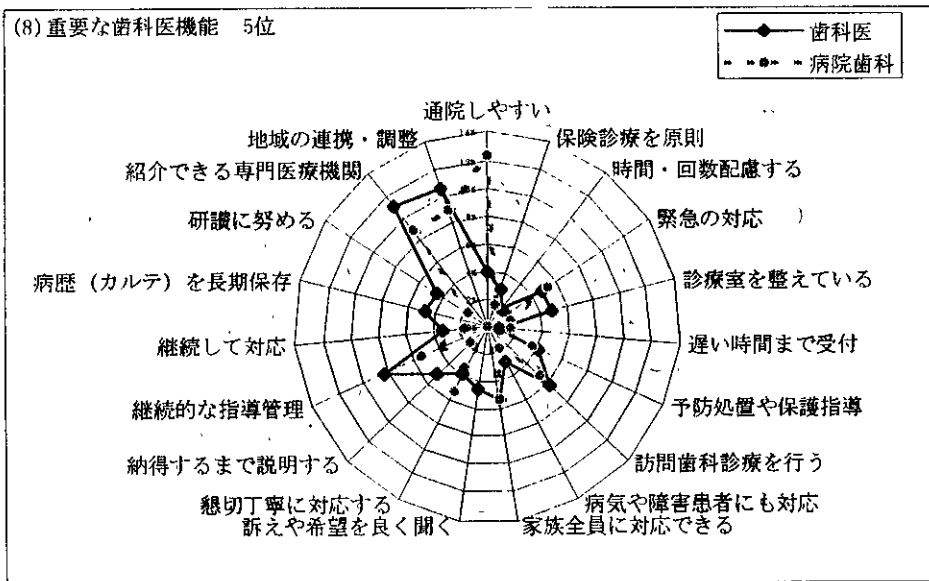 (8)重要な歯科医機能　5位
歯科医
病院歯科
通院しやすい
保険診療を原則
時間・回数配慮する
緊急の対応
診療室を整えている
遅い時間まで受付
予防処置や保護指導
訪問歯科診療を行う
病気や障害患者にも対応
家族全員に対応できる
訴えや希望を良く聞く
懇切丁寧に対応する
納得するまで説明する
継続的な指導管理
継続して対応
病歴（カルテ）を長期保存
研讃に努める
紹介できる専門医療機関
地域の連携・調整
14%
12%